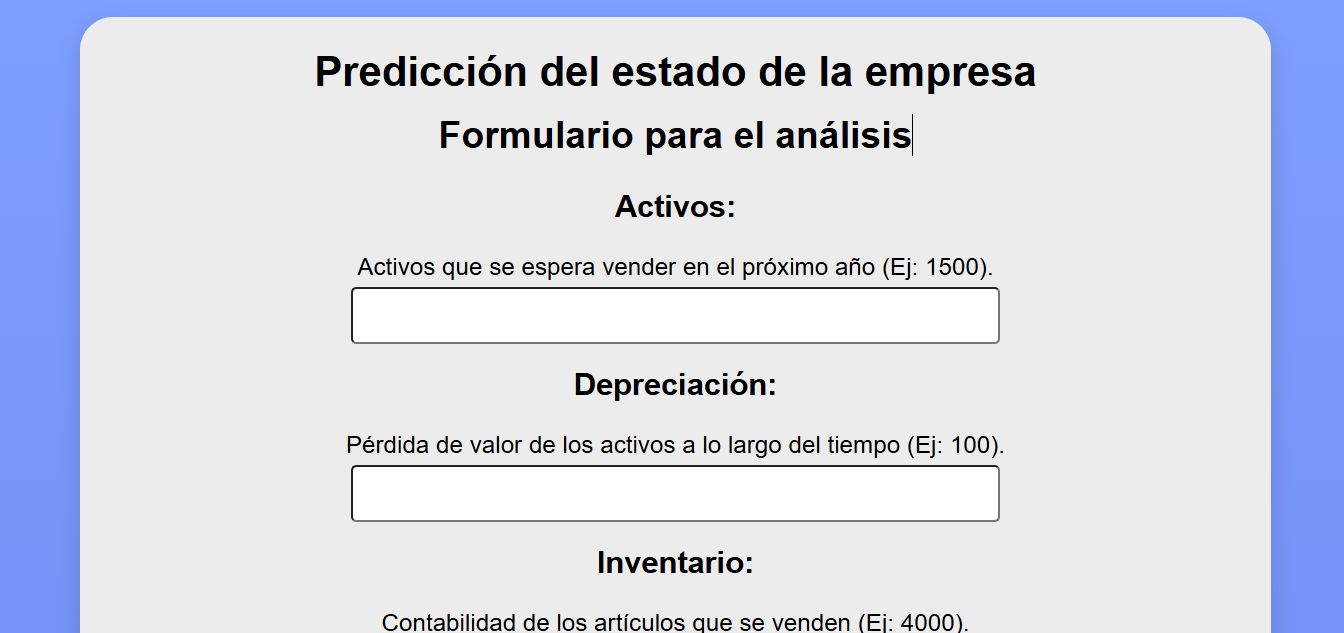 Predicción del estado de la empresa
Formulario para el análisis
Activos:
Activos que se espera vender en el próximo año (Ej: 1500).
Depreciación:
Pérdida de valor de los activos a lo largo del tiempo (Ej: 100).
Inventario:
Contabilidad de los artículos que se venden (Ej: 4000).